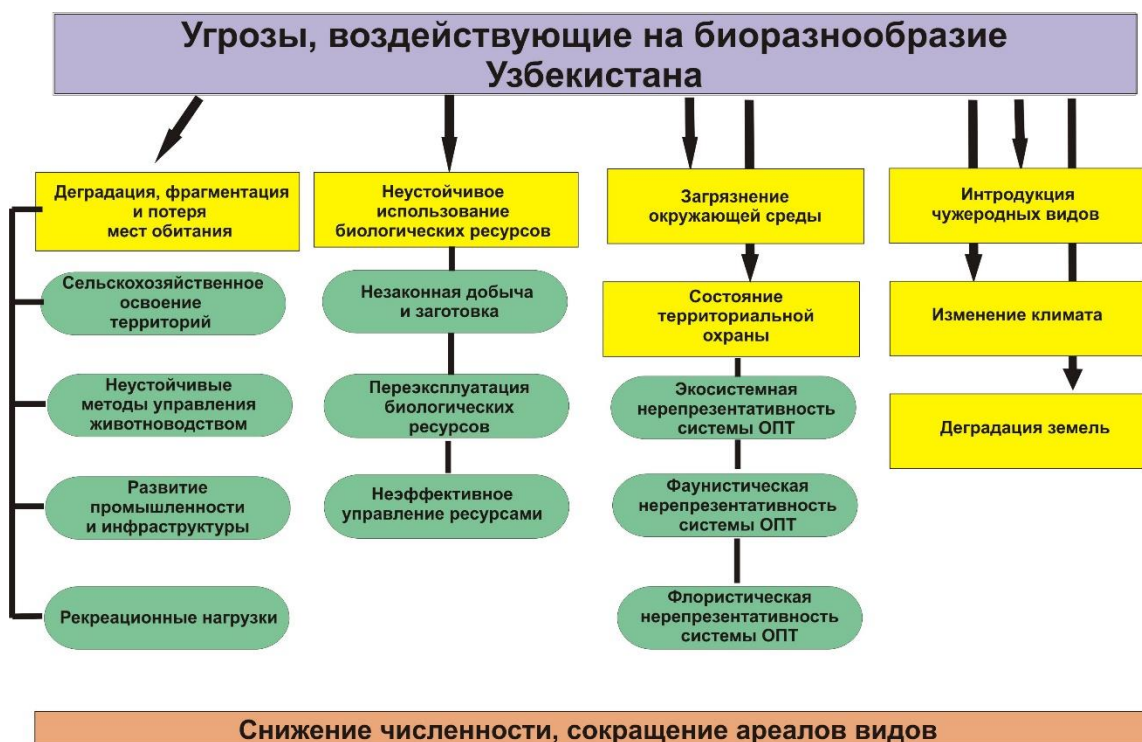 Угрозы, воздействующие на биоразнообразие
Узбекистана
Деградация, фрагментация
и потеря
мест обитания
Сельскохозяйственное
освоение
территорий
Неустойчивые
методы управления
животноводством
Развитие
промышленности
и инфраструктуры
Рекреационные нагрузки
Неустойчивое
использование
биологических ресурсов
Незаконная добыча
и заготовка
Переэксплуатация
биологических
ресурсов
Неэффективное
управление ресурсами
Загрязнение
окружающей среды
Состояние
территориальной
охраны
Экосистемная
нерепрезентативность
системы ОПТ
Фаунистическая
нерепрезентативность
системы ОПТ
Флористическая
нерепрезентативность
системы ОПТ
Интродукция
чужеродных видов
Изменение климата
Деградация земель
Снижение численности, сокращение ареалов видов